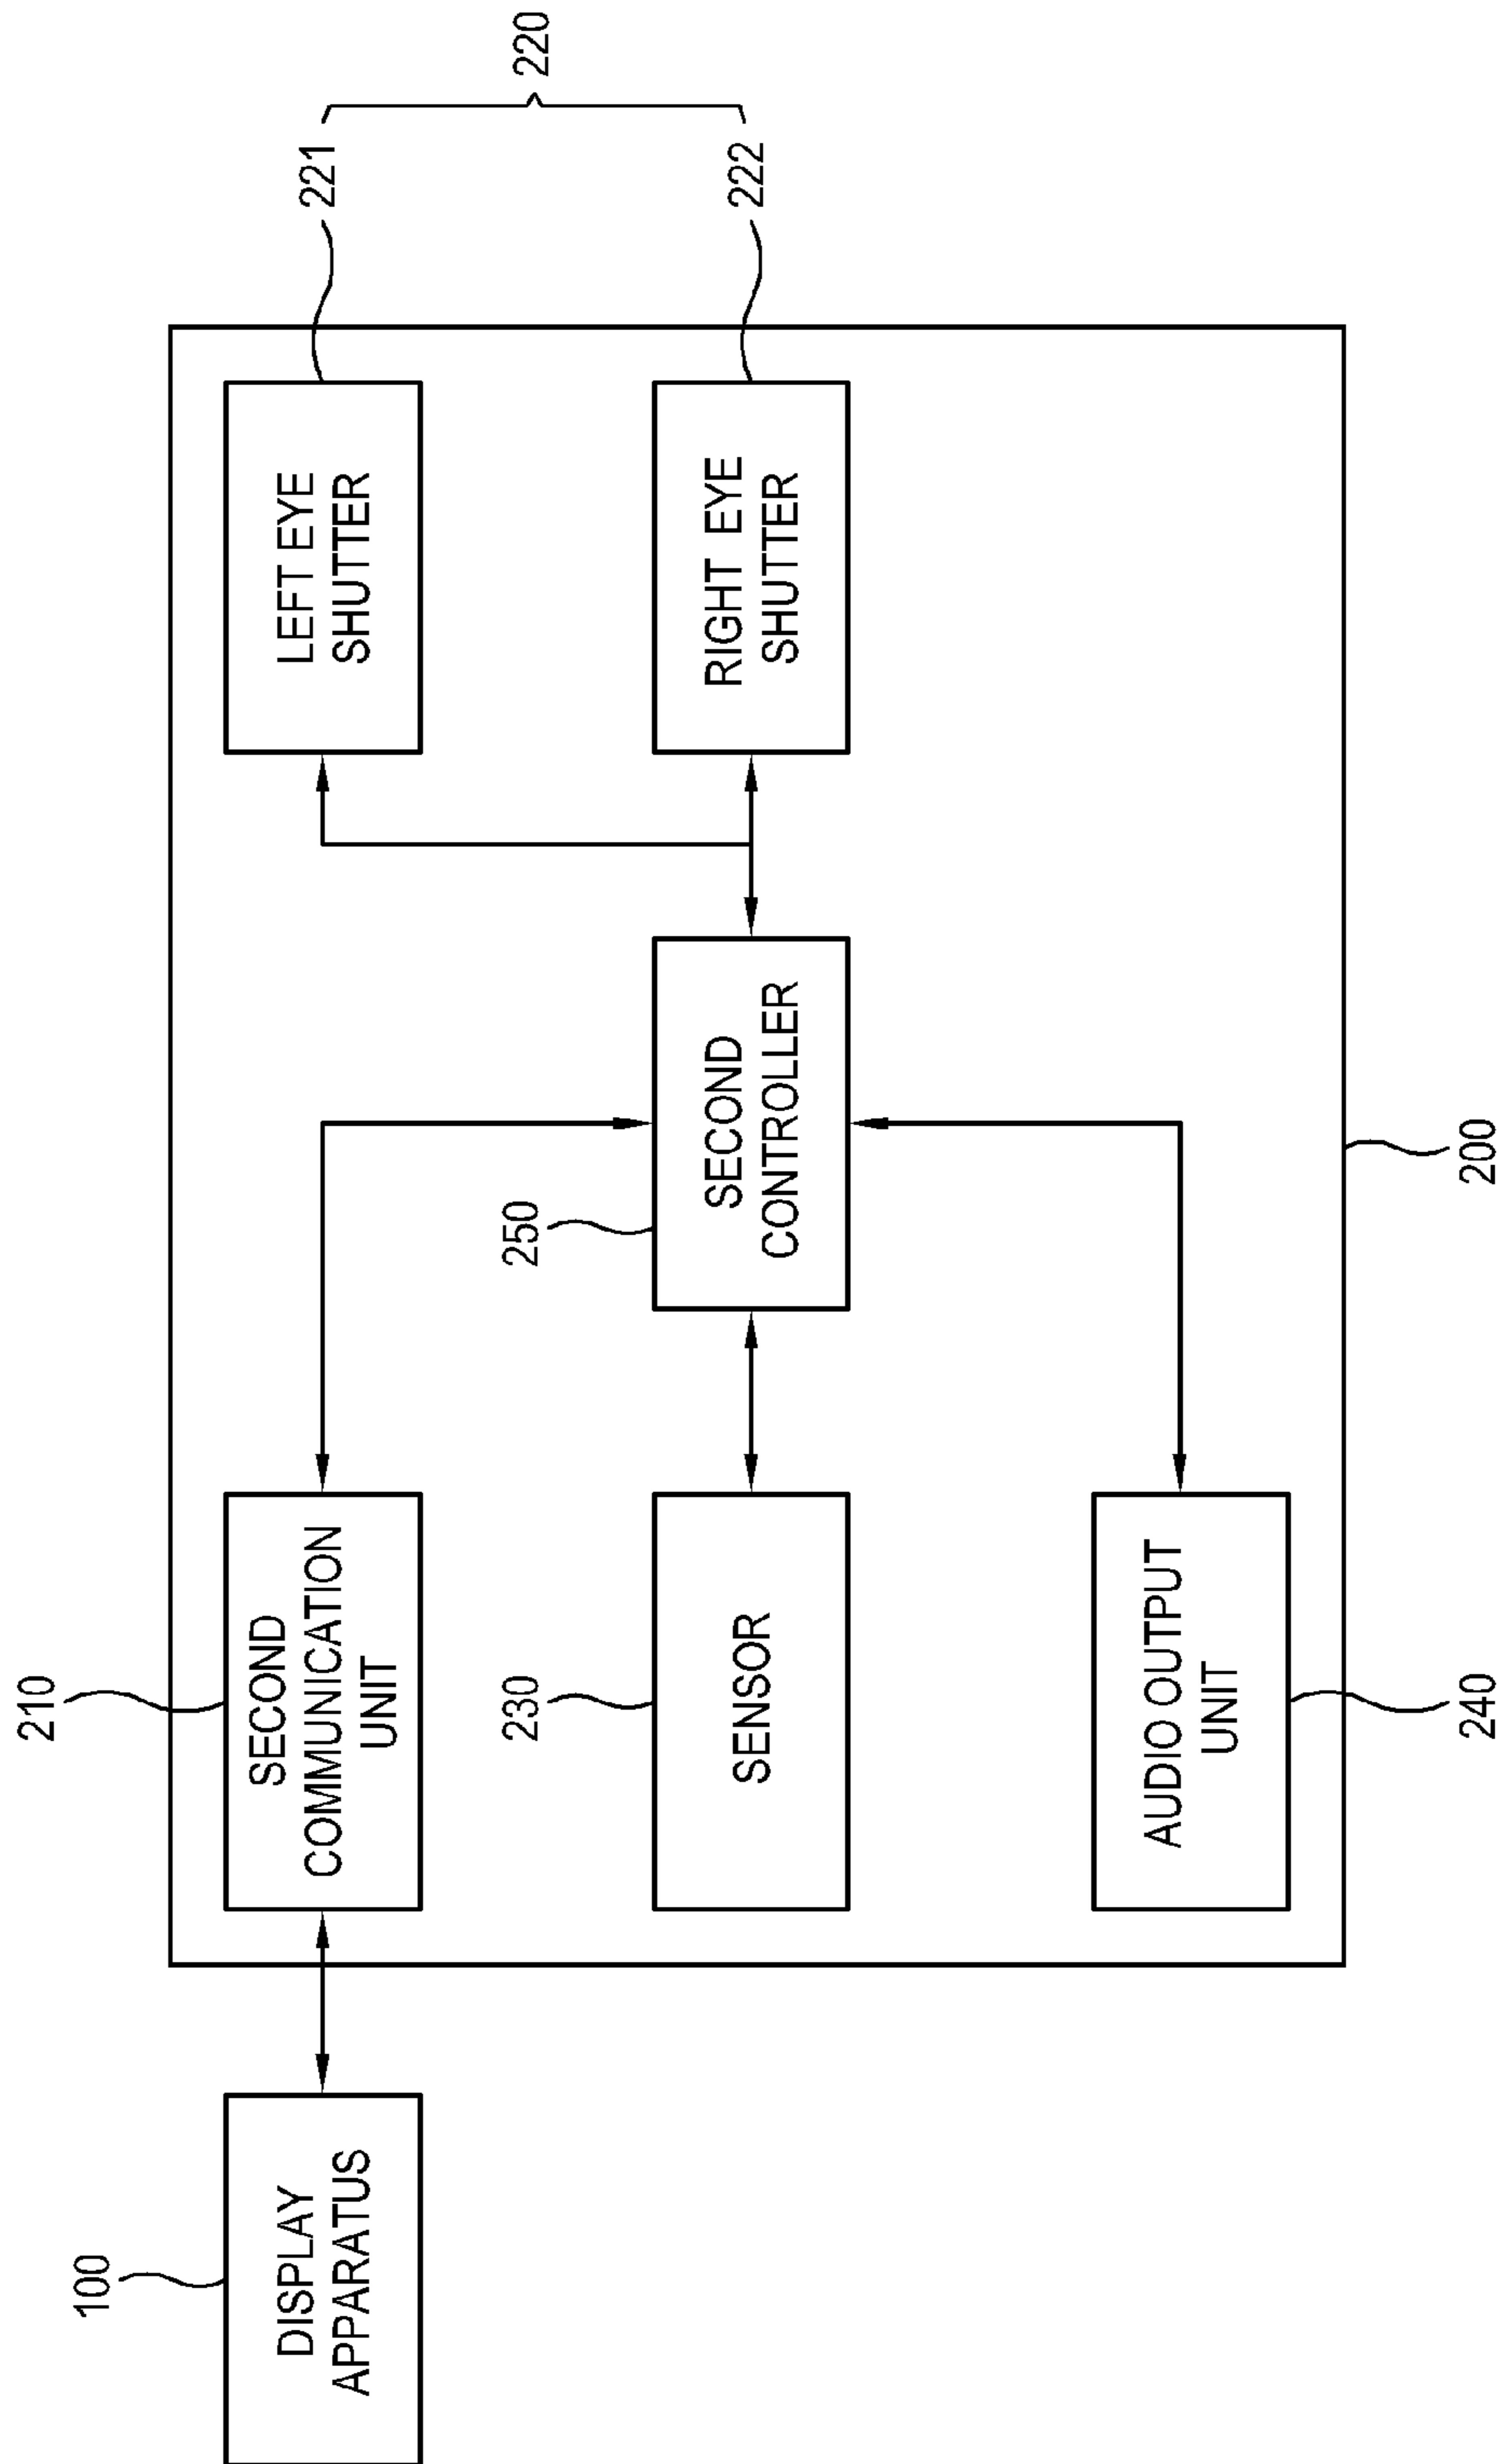 100
DISPLAY
APPARATUS
210
SECOND
COMMUNICATION
UNIT
230
SENSOR
AUDIO OUTPUT
UNIT
240
250
SECOND
CONTROLLER
200
LEFT EYE
SHUTTER
221
RIGHT EYE
SHUTTER
222
220